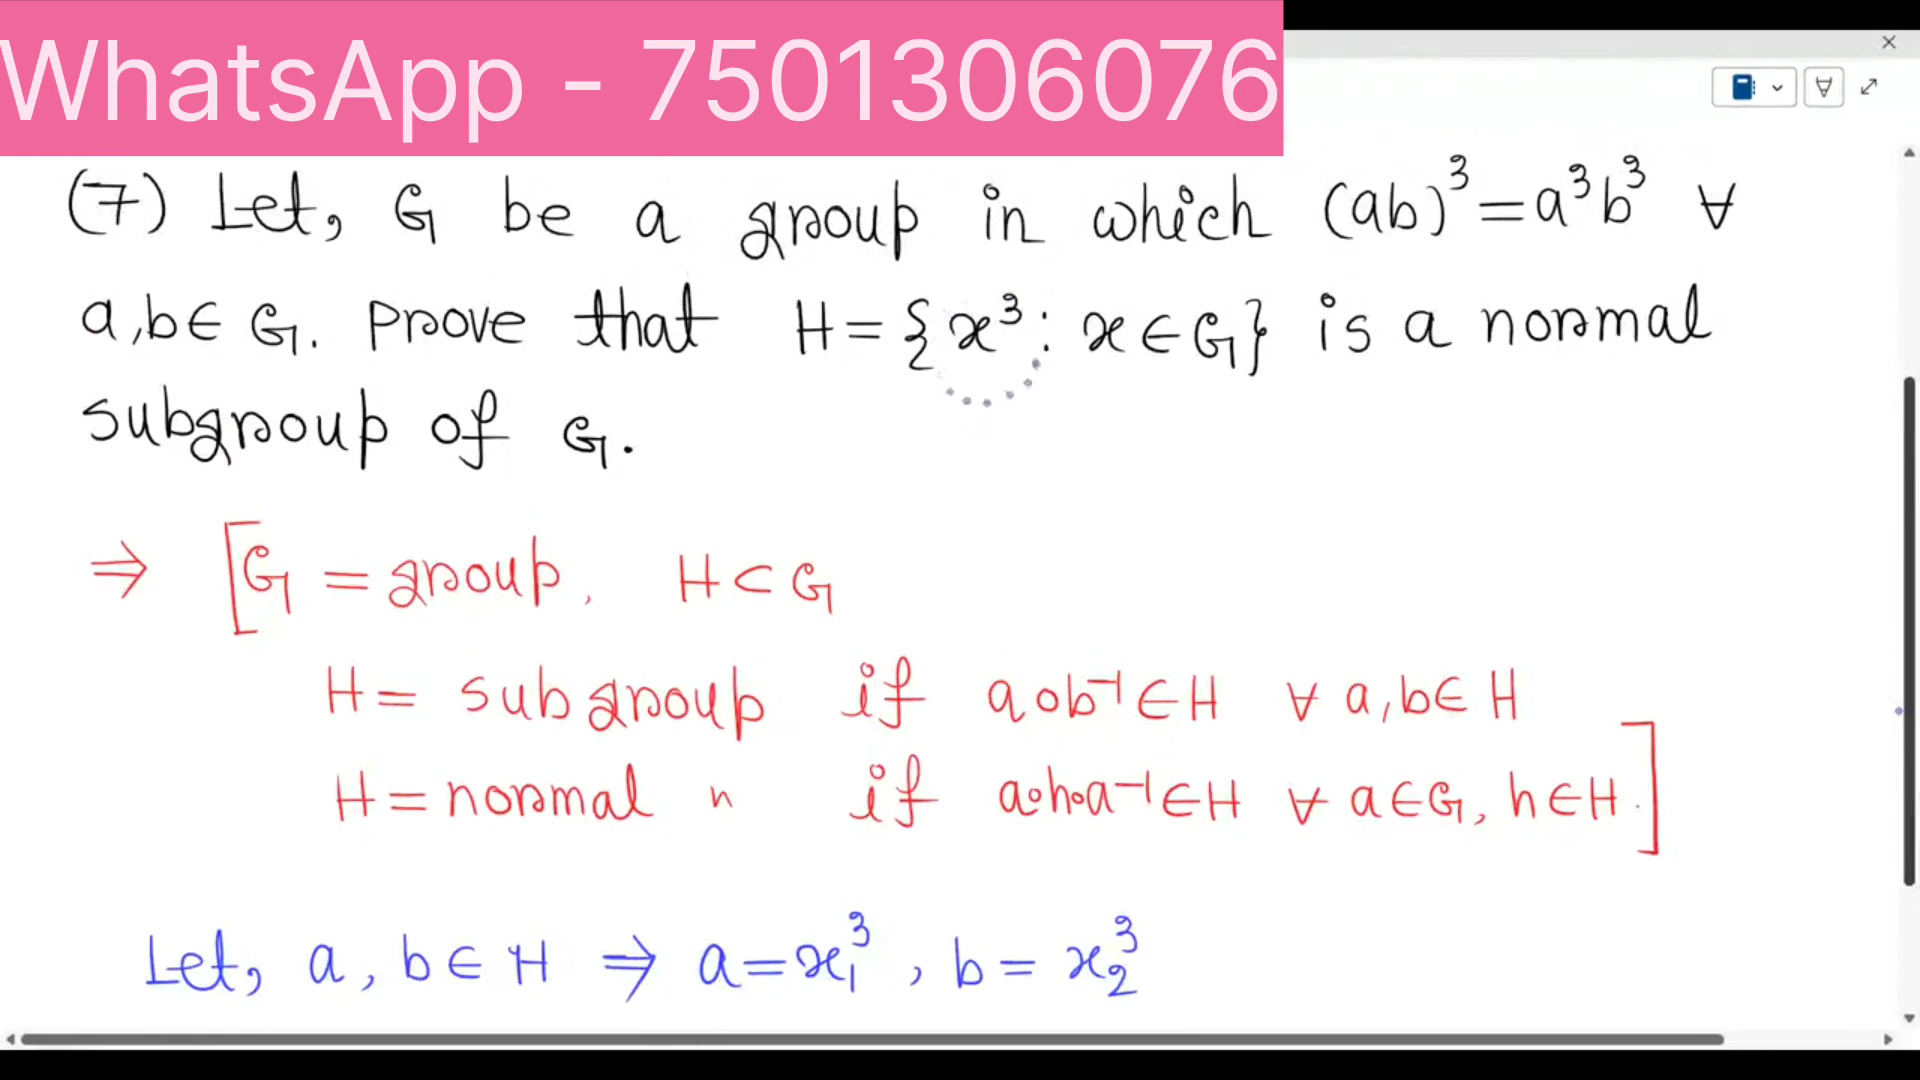 WhatsApp - 7501306076
(7) Let, G be a group in which (ab)³ = a³b³ ∀
a,b∈ G. Prove that H = {x³ : x ∈ G} is a normal
subgroup of G.
⇒ [G = group, H ⊂ G
H = subgroup if aob⁻¹ ∈ H ∀ a,b∈ H
H = normal " if a∘h∘a⁻¹ ∈ H ∀ a ∈ G, h ∈ H.]
Let, a, b ∈ H ⇒ a = x₁³, b = x₂³